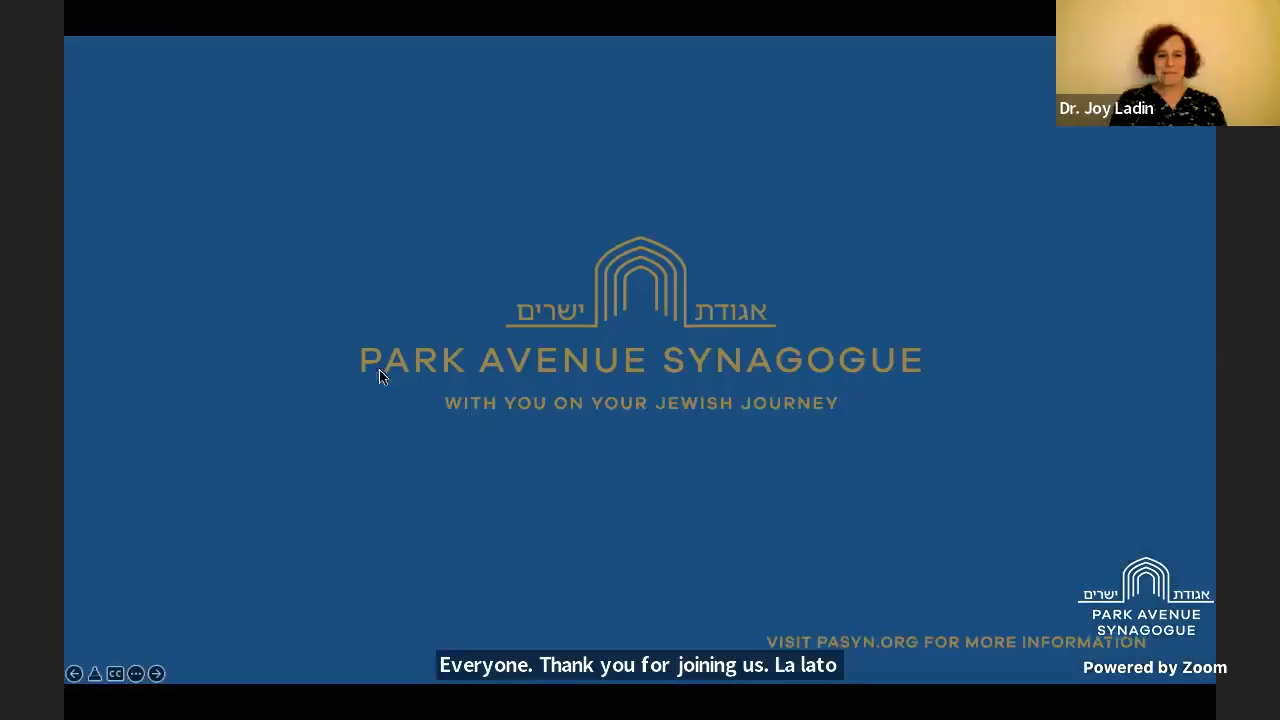 Dr. Joy Ladin
אגודת ישרים
PARK AVENUE SYNAGOGUE
WITH YOU ON YOUR JEWISH JOURNEY
אגודת ישרים
PARK AVENUE
SYNAGOGUE
VISIT PASYN.ORG FOR MORE INFORMATION
Everyone. Thank you for joining us. La lato
Powered by Zoom
CC